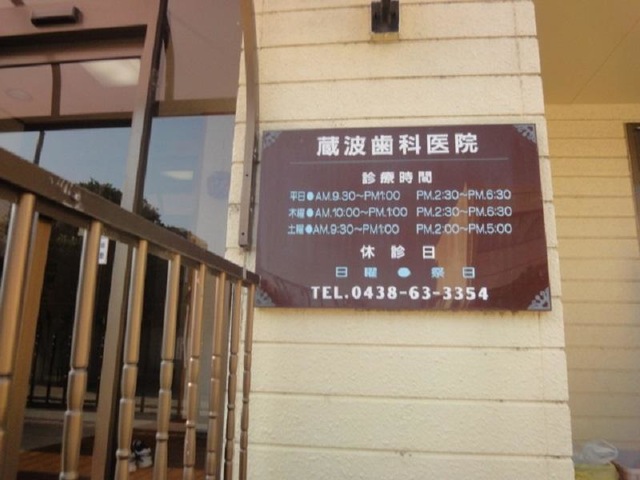 蔵波歯科医院
診療時間
平日●AM.9:30～PM1:00 PM.2:30～PM.6:30
木曜●AM.10:00～PM.1:00 PM.2:30～PM.6:30
土曜●AM.9:30～PM1:00 PM.2:00～PM.5:00
休診日
日曜●祭日
TEL.0438-63-3354